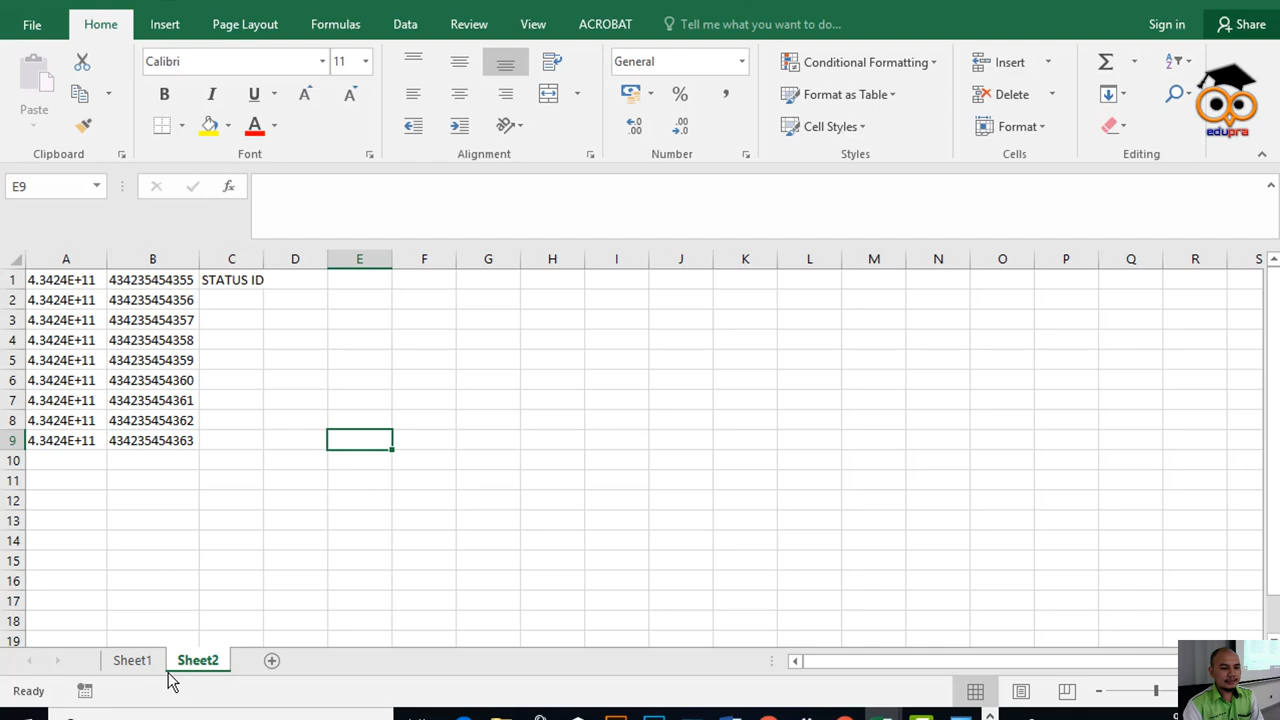 File Home Insert Page Layout Formulas Data Review View ACROBAT Tell me what you want to do... Sign in Share
Paste
Calibri 11
B I U A A
A
General
% ,
Conditional Formatting
Format as Table
Cell Styles
Insert
Delete
Format
edupra
Clipboard Font Alignment Number Styles Cells Editing
E9 fx
A B C D E F G H I J K L M N O P Q R S
1 4.3424E+11 434235454355 STATUS ID
2 4.3424E+11 434235454356
3 4.3424E+11 434235454357
4 4.3424E+11 434235454358
5 4.3424E+11 434235454359
6 4.3424E+11 434235454360
7 4.3424E+11 434235454361
8 4.3424E+11 434235454362
9 4.3424E+11 434235454363
10
11
12
13
14
15
16
17
18
19
Sheet1 Sheet2
Ready